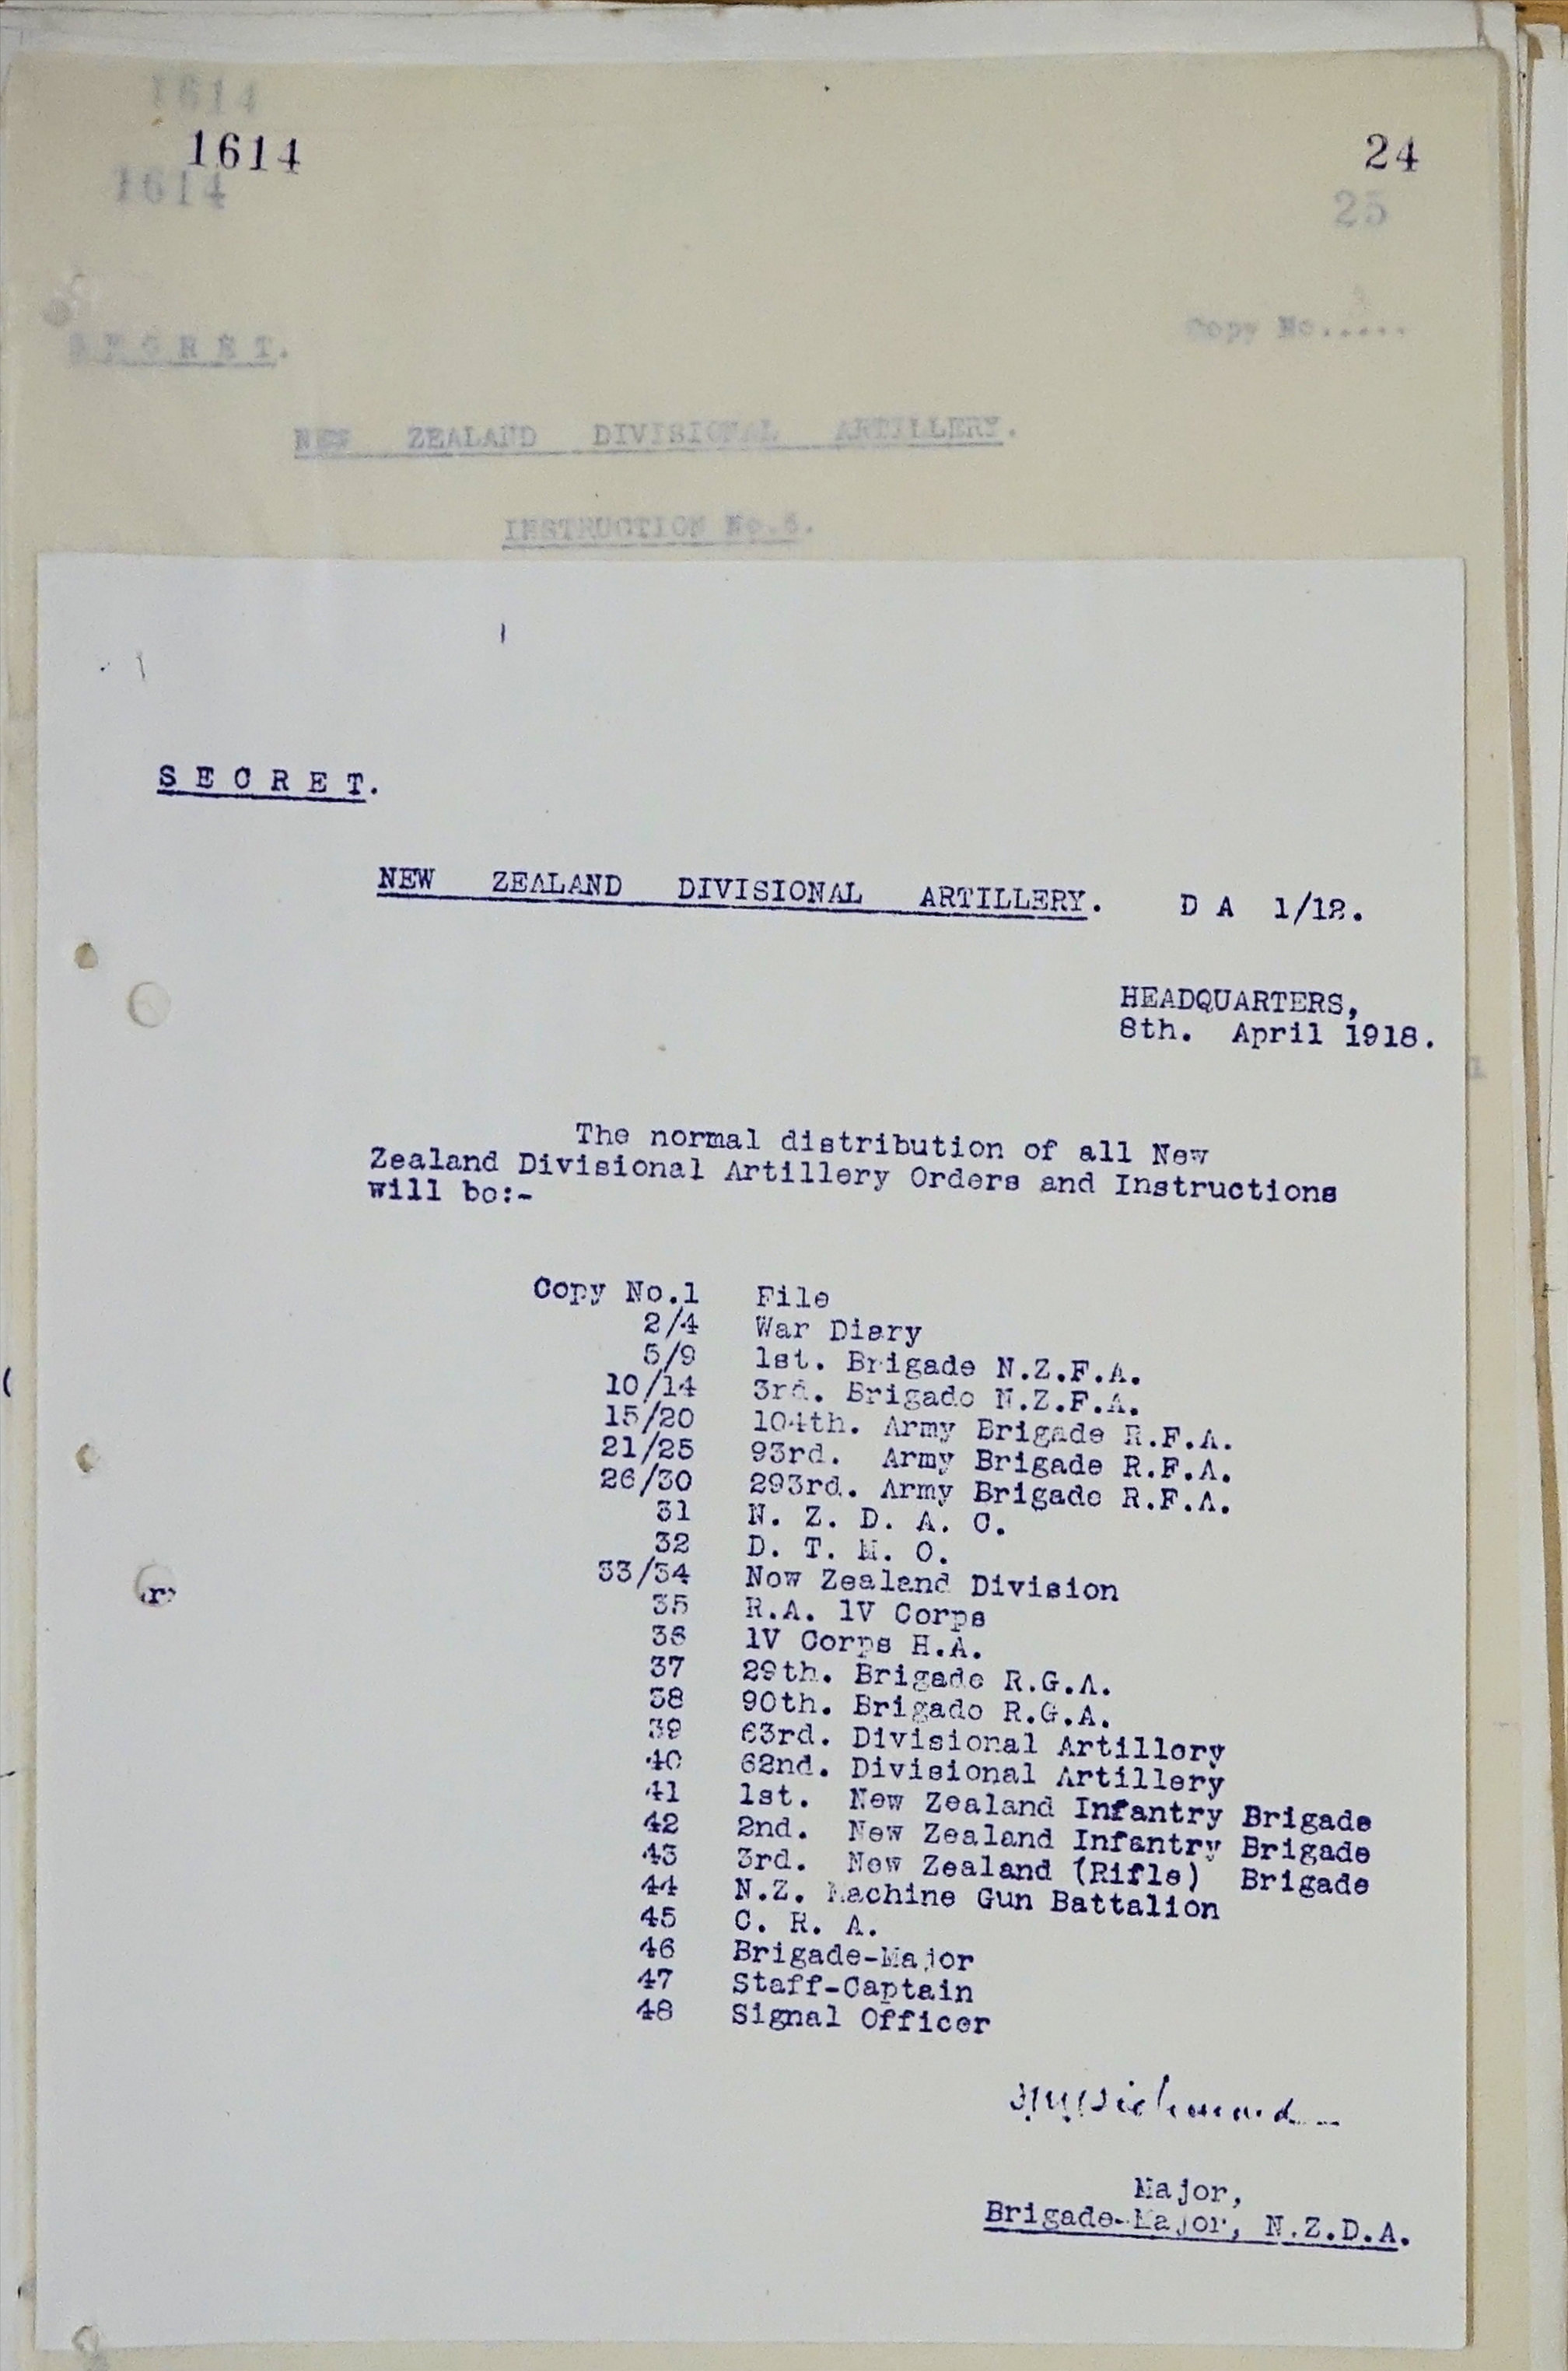 1614
1614
24
1614
25
SECRET.
Copy No.....
NEW ZEALAND DIVISIONAL ARTILLERY.
INSTRUCTION No.6.
SECRET.
NEW ZEALAND DIVISIONAL ARTILLERY. D A 1/12.
HEADQUARTERS,
8th. April 1918.
The normal distribution of all New
Zealand Divisional Artillery Orders and Instructions
will be:-
Copy No.1 File
2/4 War Diary
5/9 1st. Brigade N.Z.F.A.
10/14 3rd. Brigade N.Z.F.A.
15/20 104th. Army Brigade R.F.A.
21/25 93rd. Army Brigade R.F.A.
26/30 293rd. Army Brigade R.F.A.
31 N. Z. D. A. C.
32 D. T. M. O.
33/34 New Zealand Division
35 R.A. 1V Corps
36 1V Corps H.A.
37 29th. Brigade R.G.A.
38 90th. Brigade R.G.A.
39 63rd. Divisional Artillery
40 62nd. Divisional Artillery
41 1st. New Zealand Infantry Brigade
42 2nd. New Zealand Infantry Brigade
43 3rd. New Zealand (Rifle) Brigade
44 N.Z. Machine Gun Battalion
45 C. R. A.
46 Brigade-Major
47 Staff-Captain
48 Signal Officer
Major,
Brigade-Major, N.Z.D.A.